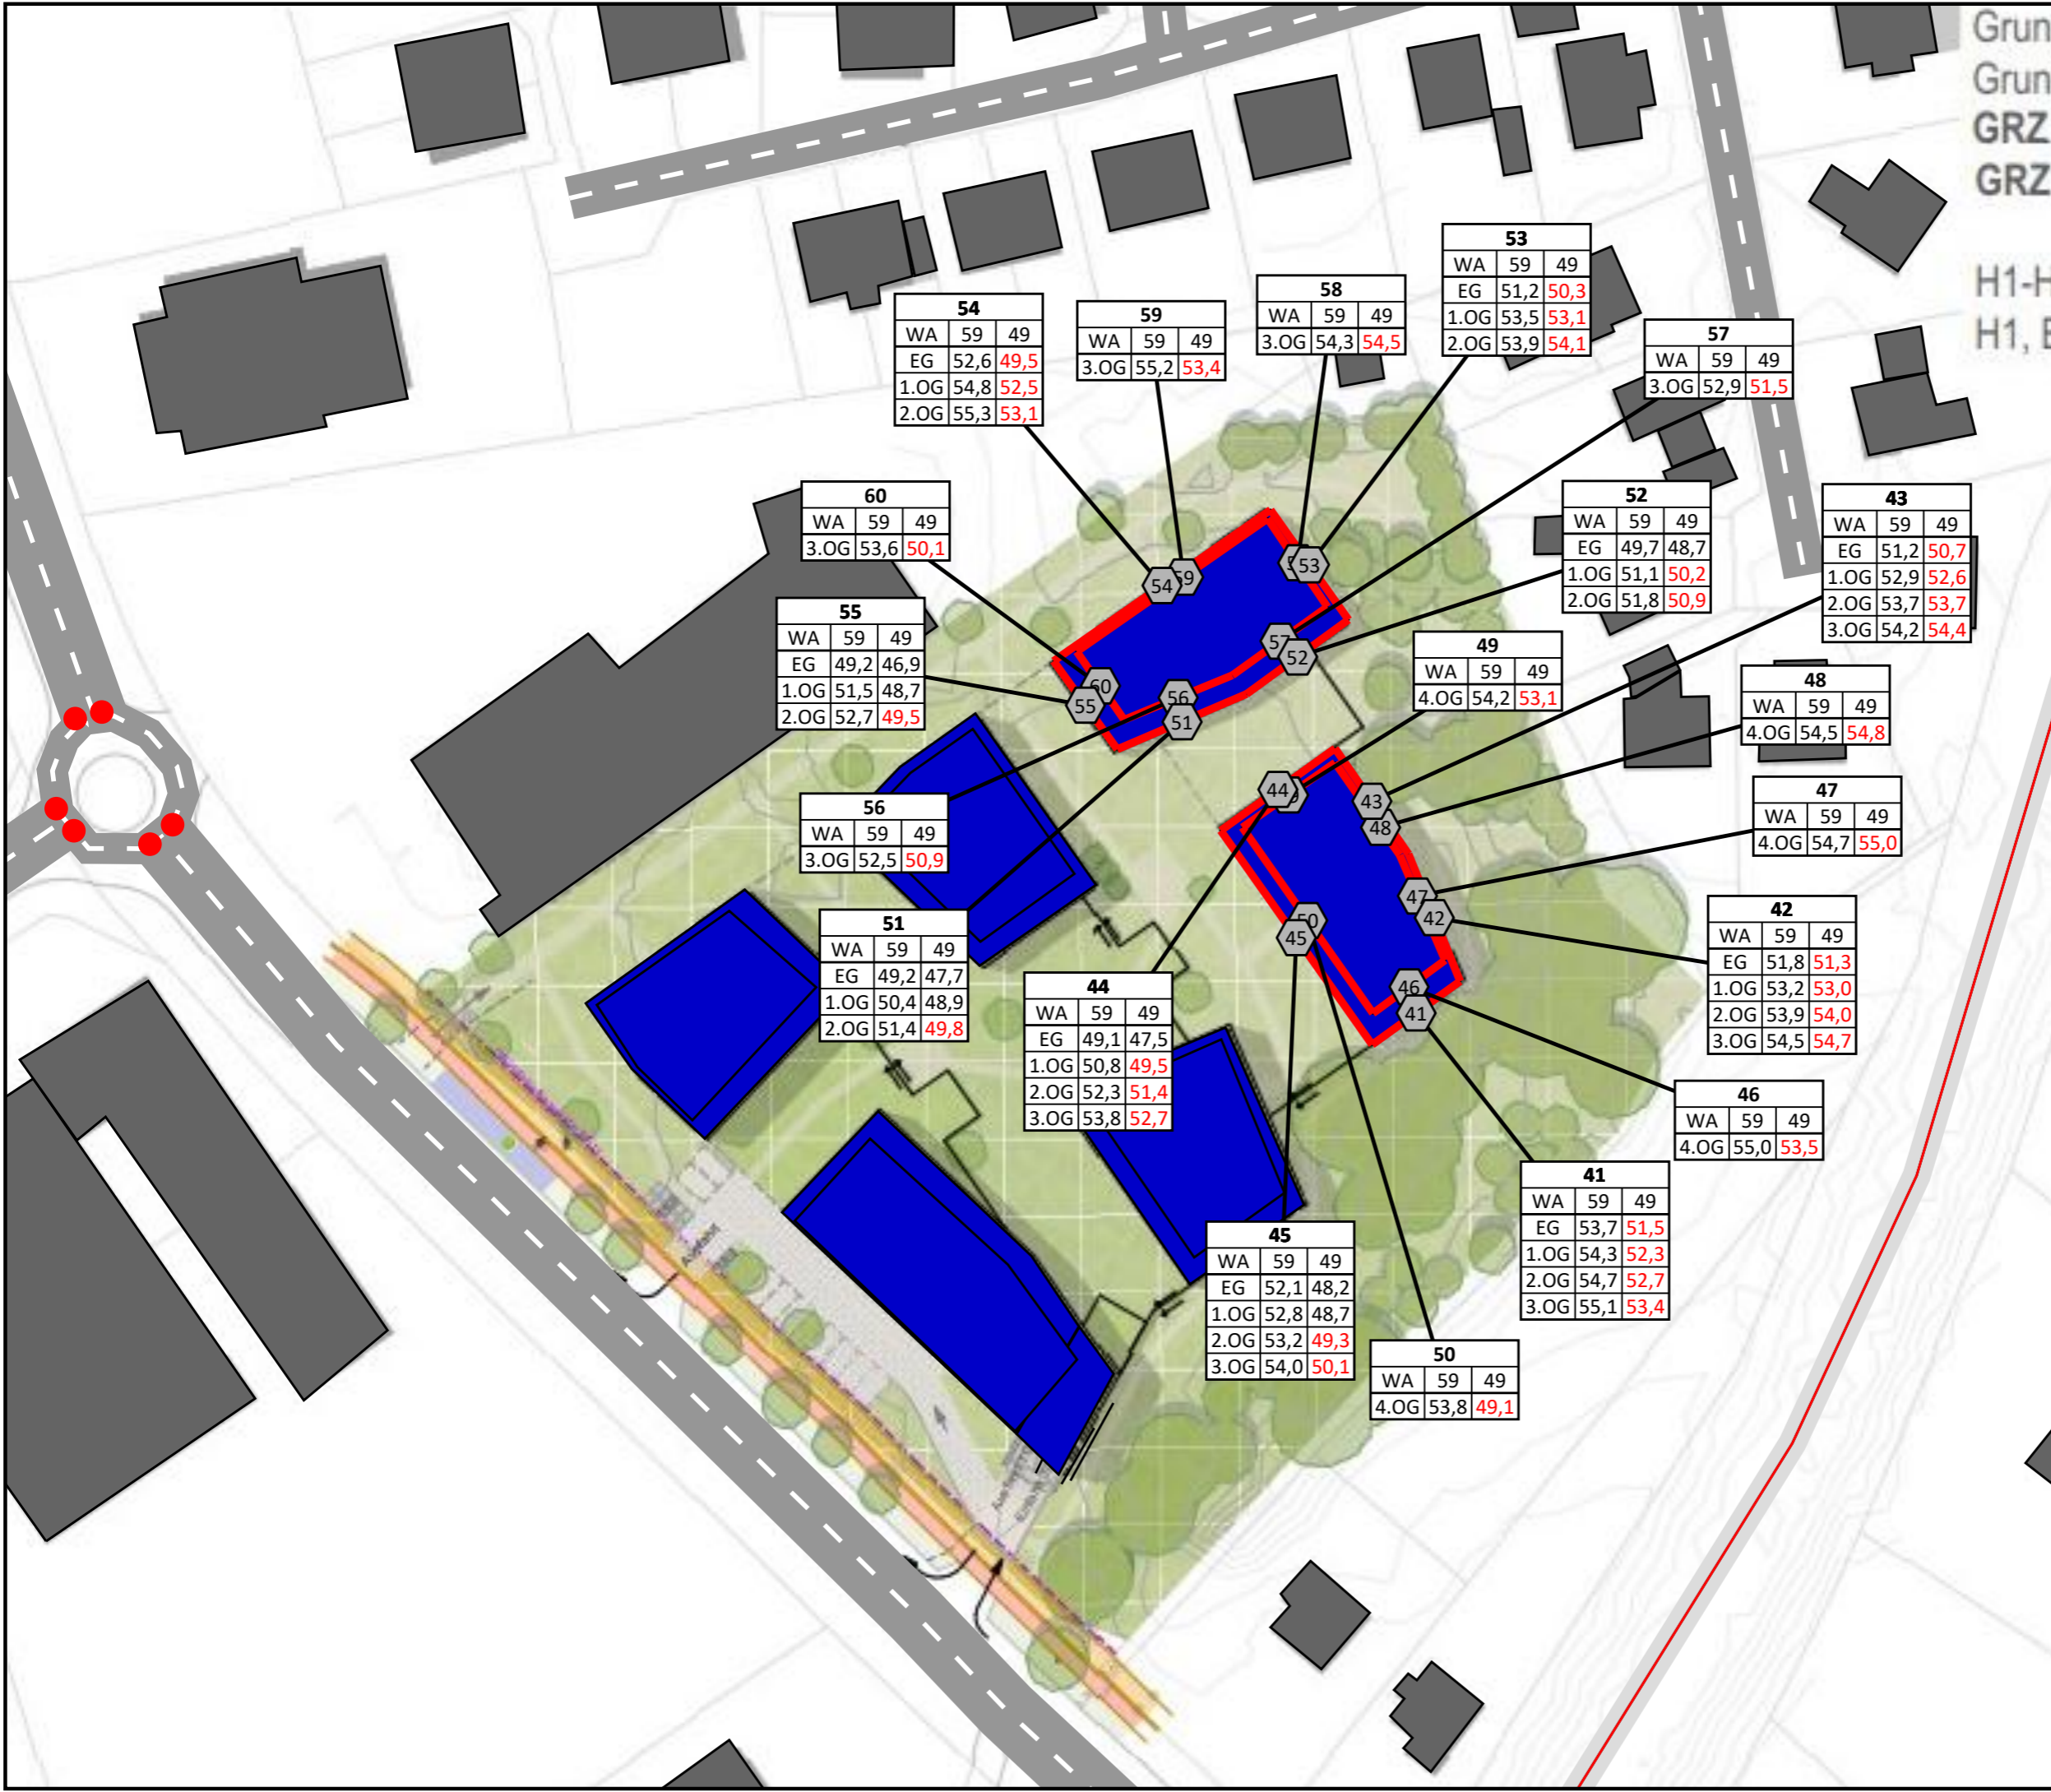 Grun
Grun
GRZ
GRZ
H1-H
H1, E
53
WA 59 49
EG 51,2 50,3
1.OG 53,5 53,1
2.OG 53,9 54,1
58
WA 59 49
3.OG 54,3 54,5
54
WA 59 49
EG 52,6 49,5
1.OG 54,8 52,5
2.OG 55,3 53,1
59
WA 59 49
3.OG 55,2 53,4
57
WA 59 49
3.OG 52,9 51,5
60
WA 59 49
3.OG 53,6 50,1
52
WA 59 49
EG 49,7 48,7
1.OG 51,1 50,2
2.OG 51,8 50,9
43
WA 59 49
EG 51,2 50,7
1.OG 52,9 52,6
2.OG 53,7 53,7
3.OG 54,2 54,4
55
WA 59 49
EG 49,2 46,9
1.OG 51,5 48,7
2.OG 52,7 49,5
49
WA 59 49
4.OG 54,2 53,1
48
WA 59 49
4.OG 54,5 54,8
47
WA 59 49
4.OG 54,7 55,0
56
WA 59 49
3.OG 52,5 50,9
42
WA 59 49
EG 51,8 51,3
1.OG 53,2 53,0
2.OG 53,9 54,0
3.OG 54,5 54,7
51
WA 59 49
EG 49,2 47,7
1.OG 50,4 48,9
2.OG 51,4 49,8
44
WA 59 49
EG 49,1 47,5
1.OG 50,8 49,5
2.OG 52,3 51,4
3.OG 53,8 52,7
46
WA 59 49
4.OG 55,0 53,5
41
WA 59 49
EG 53,7 51,5
1.OG 54,3 52,3
2.OG 54,7 52,7
3.OG 55,1 53,4
45
WA 59 49
EG 52,1 48,2
1.OG 52,8 48,7
2.OG 53,2 49,3
3.OG 54,0 50,1
50
WA 59 49
4.OG 53,8 49,1
53
54
59
57
52
60
55
56
51
44
43
48
47
42
50
45
46
41